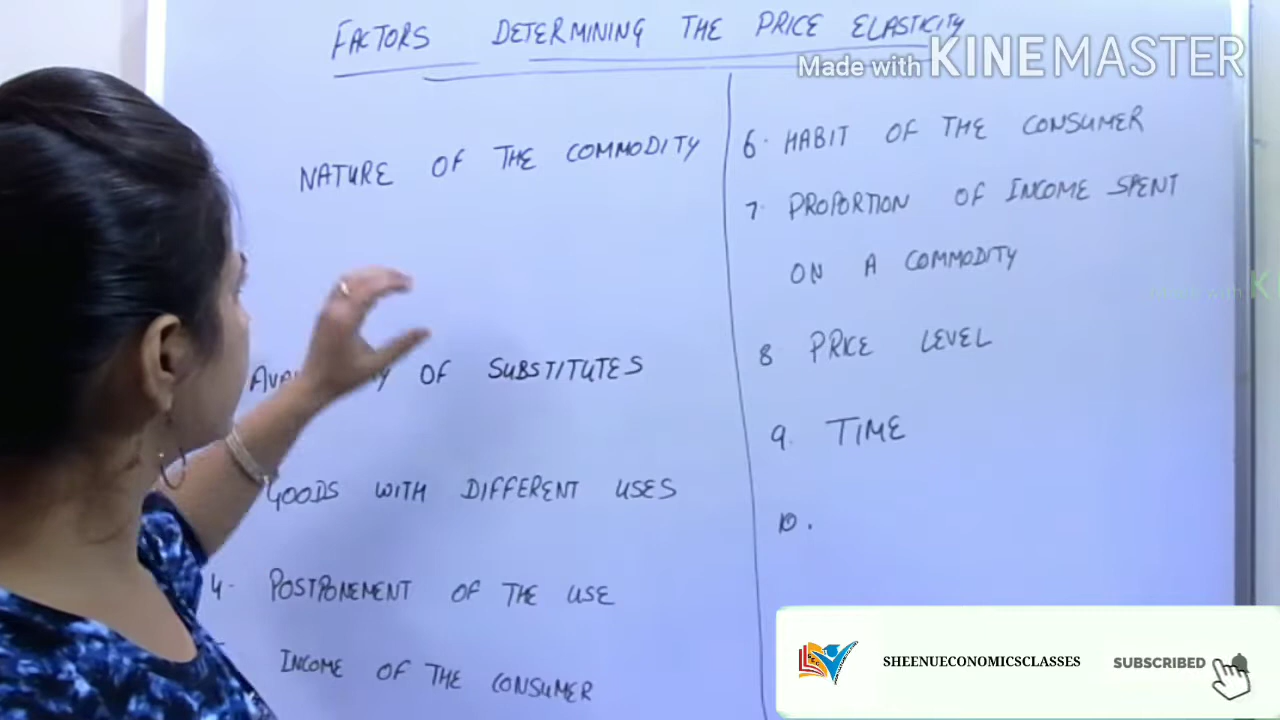 FACTORS DETERMINING THE PRICE ELASTICITY
Made with KINEMASTER
NATURE OF THE COMMODITY
OF SUBSTITUTES
GOODS WITH DIFFERENT USES
4- POSTPONEMENT OF THE USE
INCOME OF THE CONSUMER
6. HABIT OF THE CONSUMER
7. PROPORTION OF INCOME SPENT
ON A COMMODITY
8 PRICE LEVEL
9. TIME
10.
SHEENUECONOMICSCLASSES SUBSCRIBED